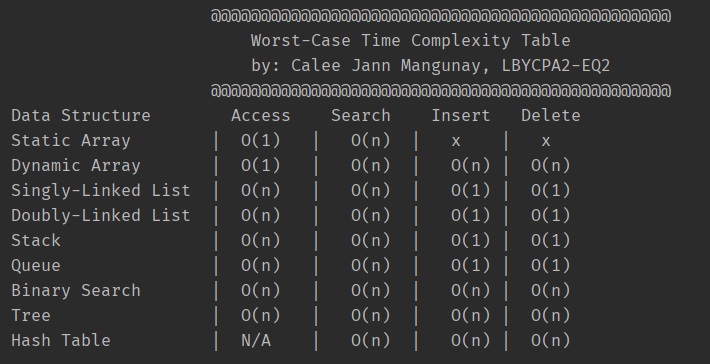 @@@@@@@@@@@@@@@@@@@@@@@@@@@@@@@@@@@@@@@@@@@@@@
Worst-Case Time Complexity Table
by: Calee Jann Mangunay, LBYCPA2-EQ2
@@@@@@@@@@@@@@@@@@@@@@@@@@@@@@@@@@@@@@@@@@@@@@
Data Structure Access Search Insert Delete
Static Array | O(1) | O(n) | x | x
Dynamic Array | O(1) | O(n) | O(n) | O(n)
Singly-Linked List | O(n) | O(n) | O(1) | O(1)
Doubly-Linked List | O(n) | O(n) | O(1) | O(1)
Stack | O(n) | O(n) | O(1) | O(1)
Queue | O(n) | O(n) | O(1) | O(1)
Binary Search | O(n) | O(n) | O(n) | O(n)
Tree | O(n) | O(n) | O(n) | O(n)
Hash Table | N/A | O(n) | O(n) | O(n)